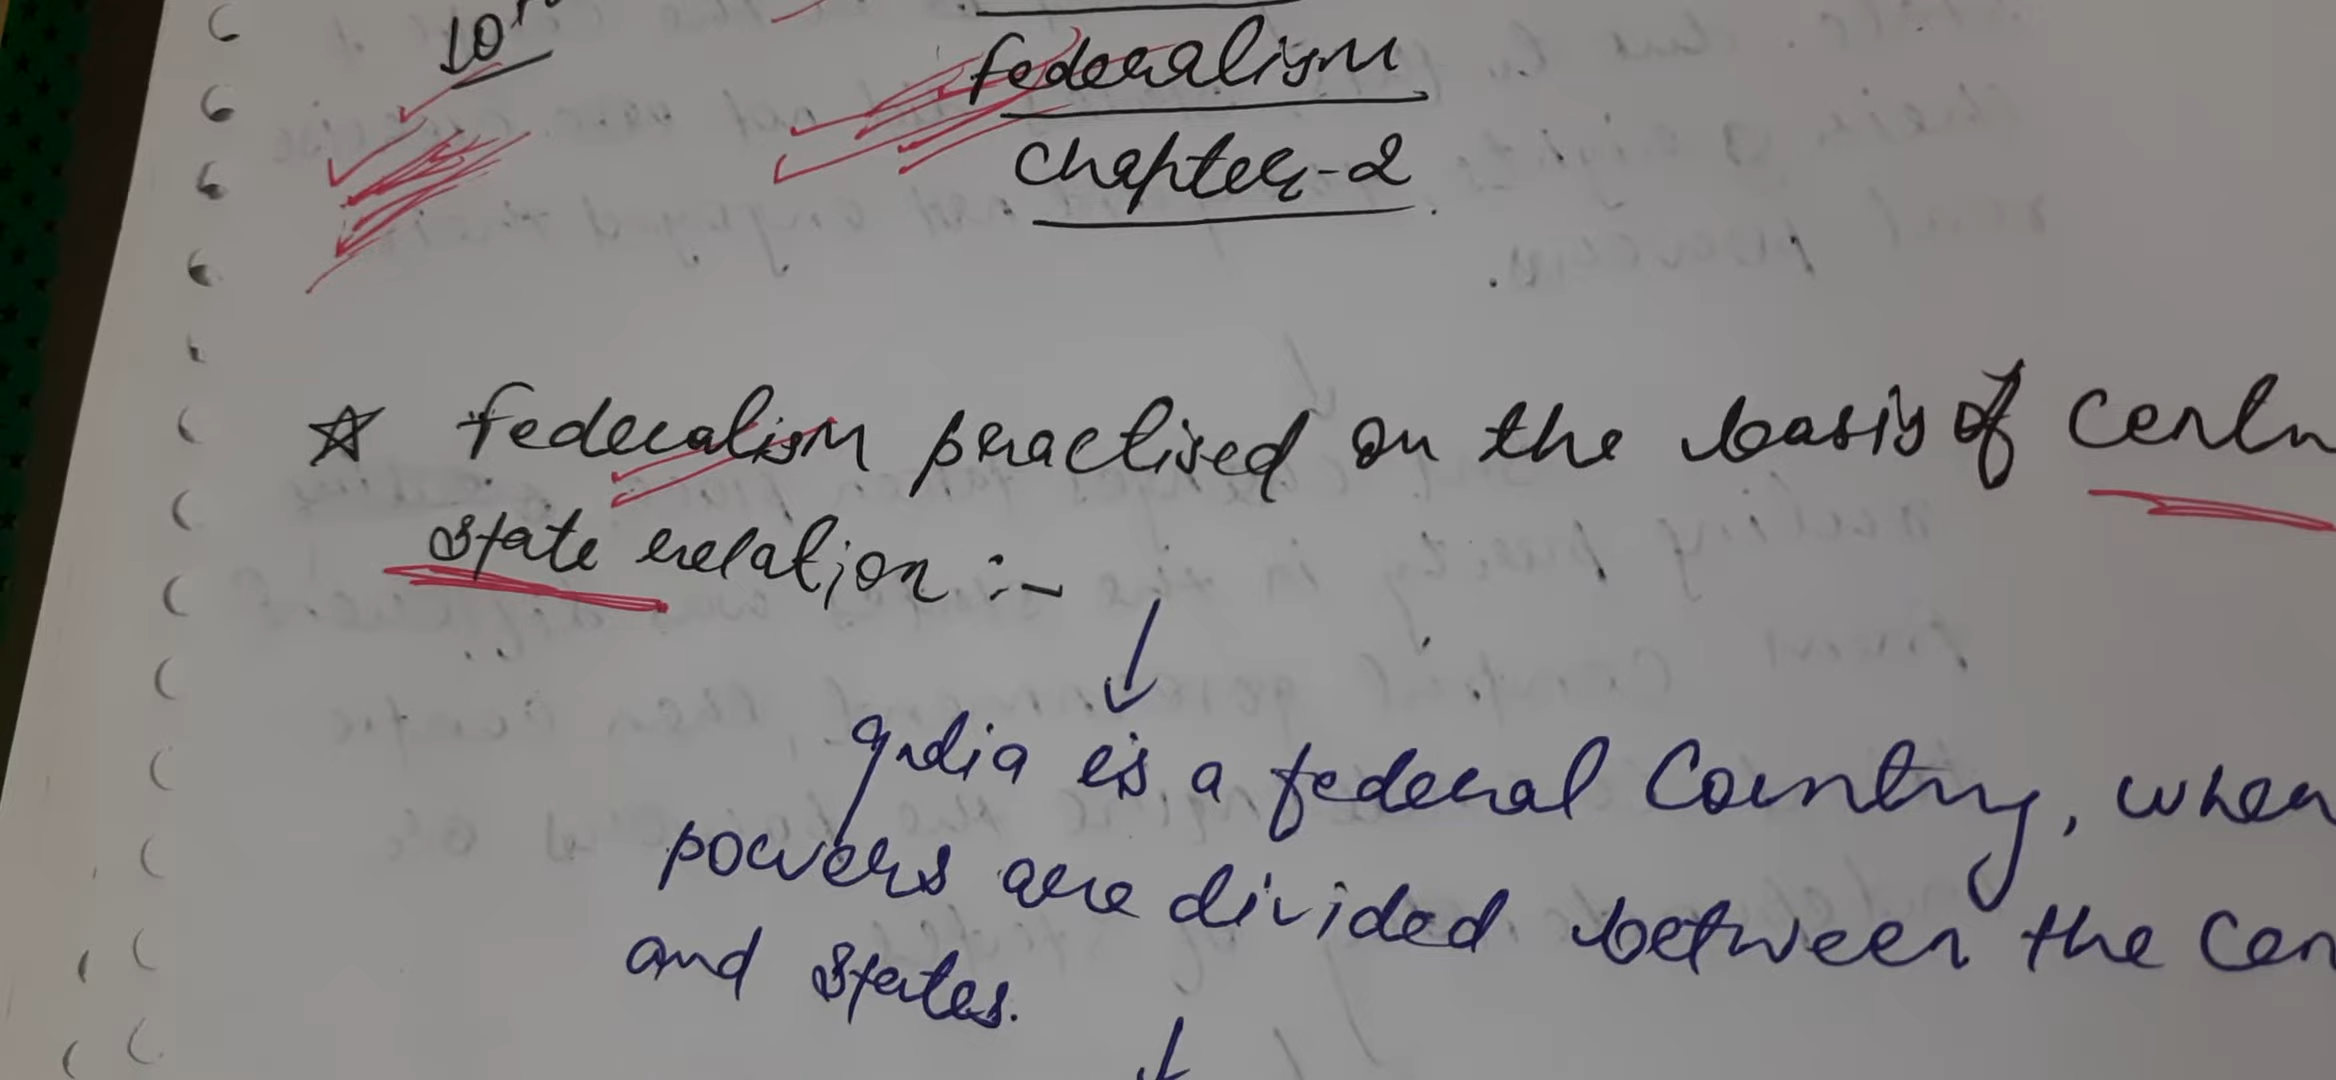 10th
Federalism
Chapter-2
☆ Federalism practised on the basis of
State relation :-
↓
India is a federal Country,
powers are divided between the
and States.
↓